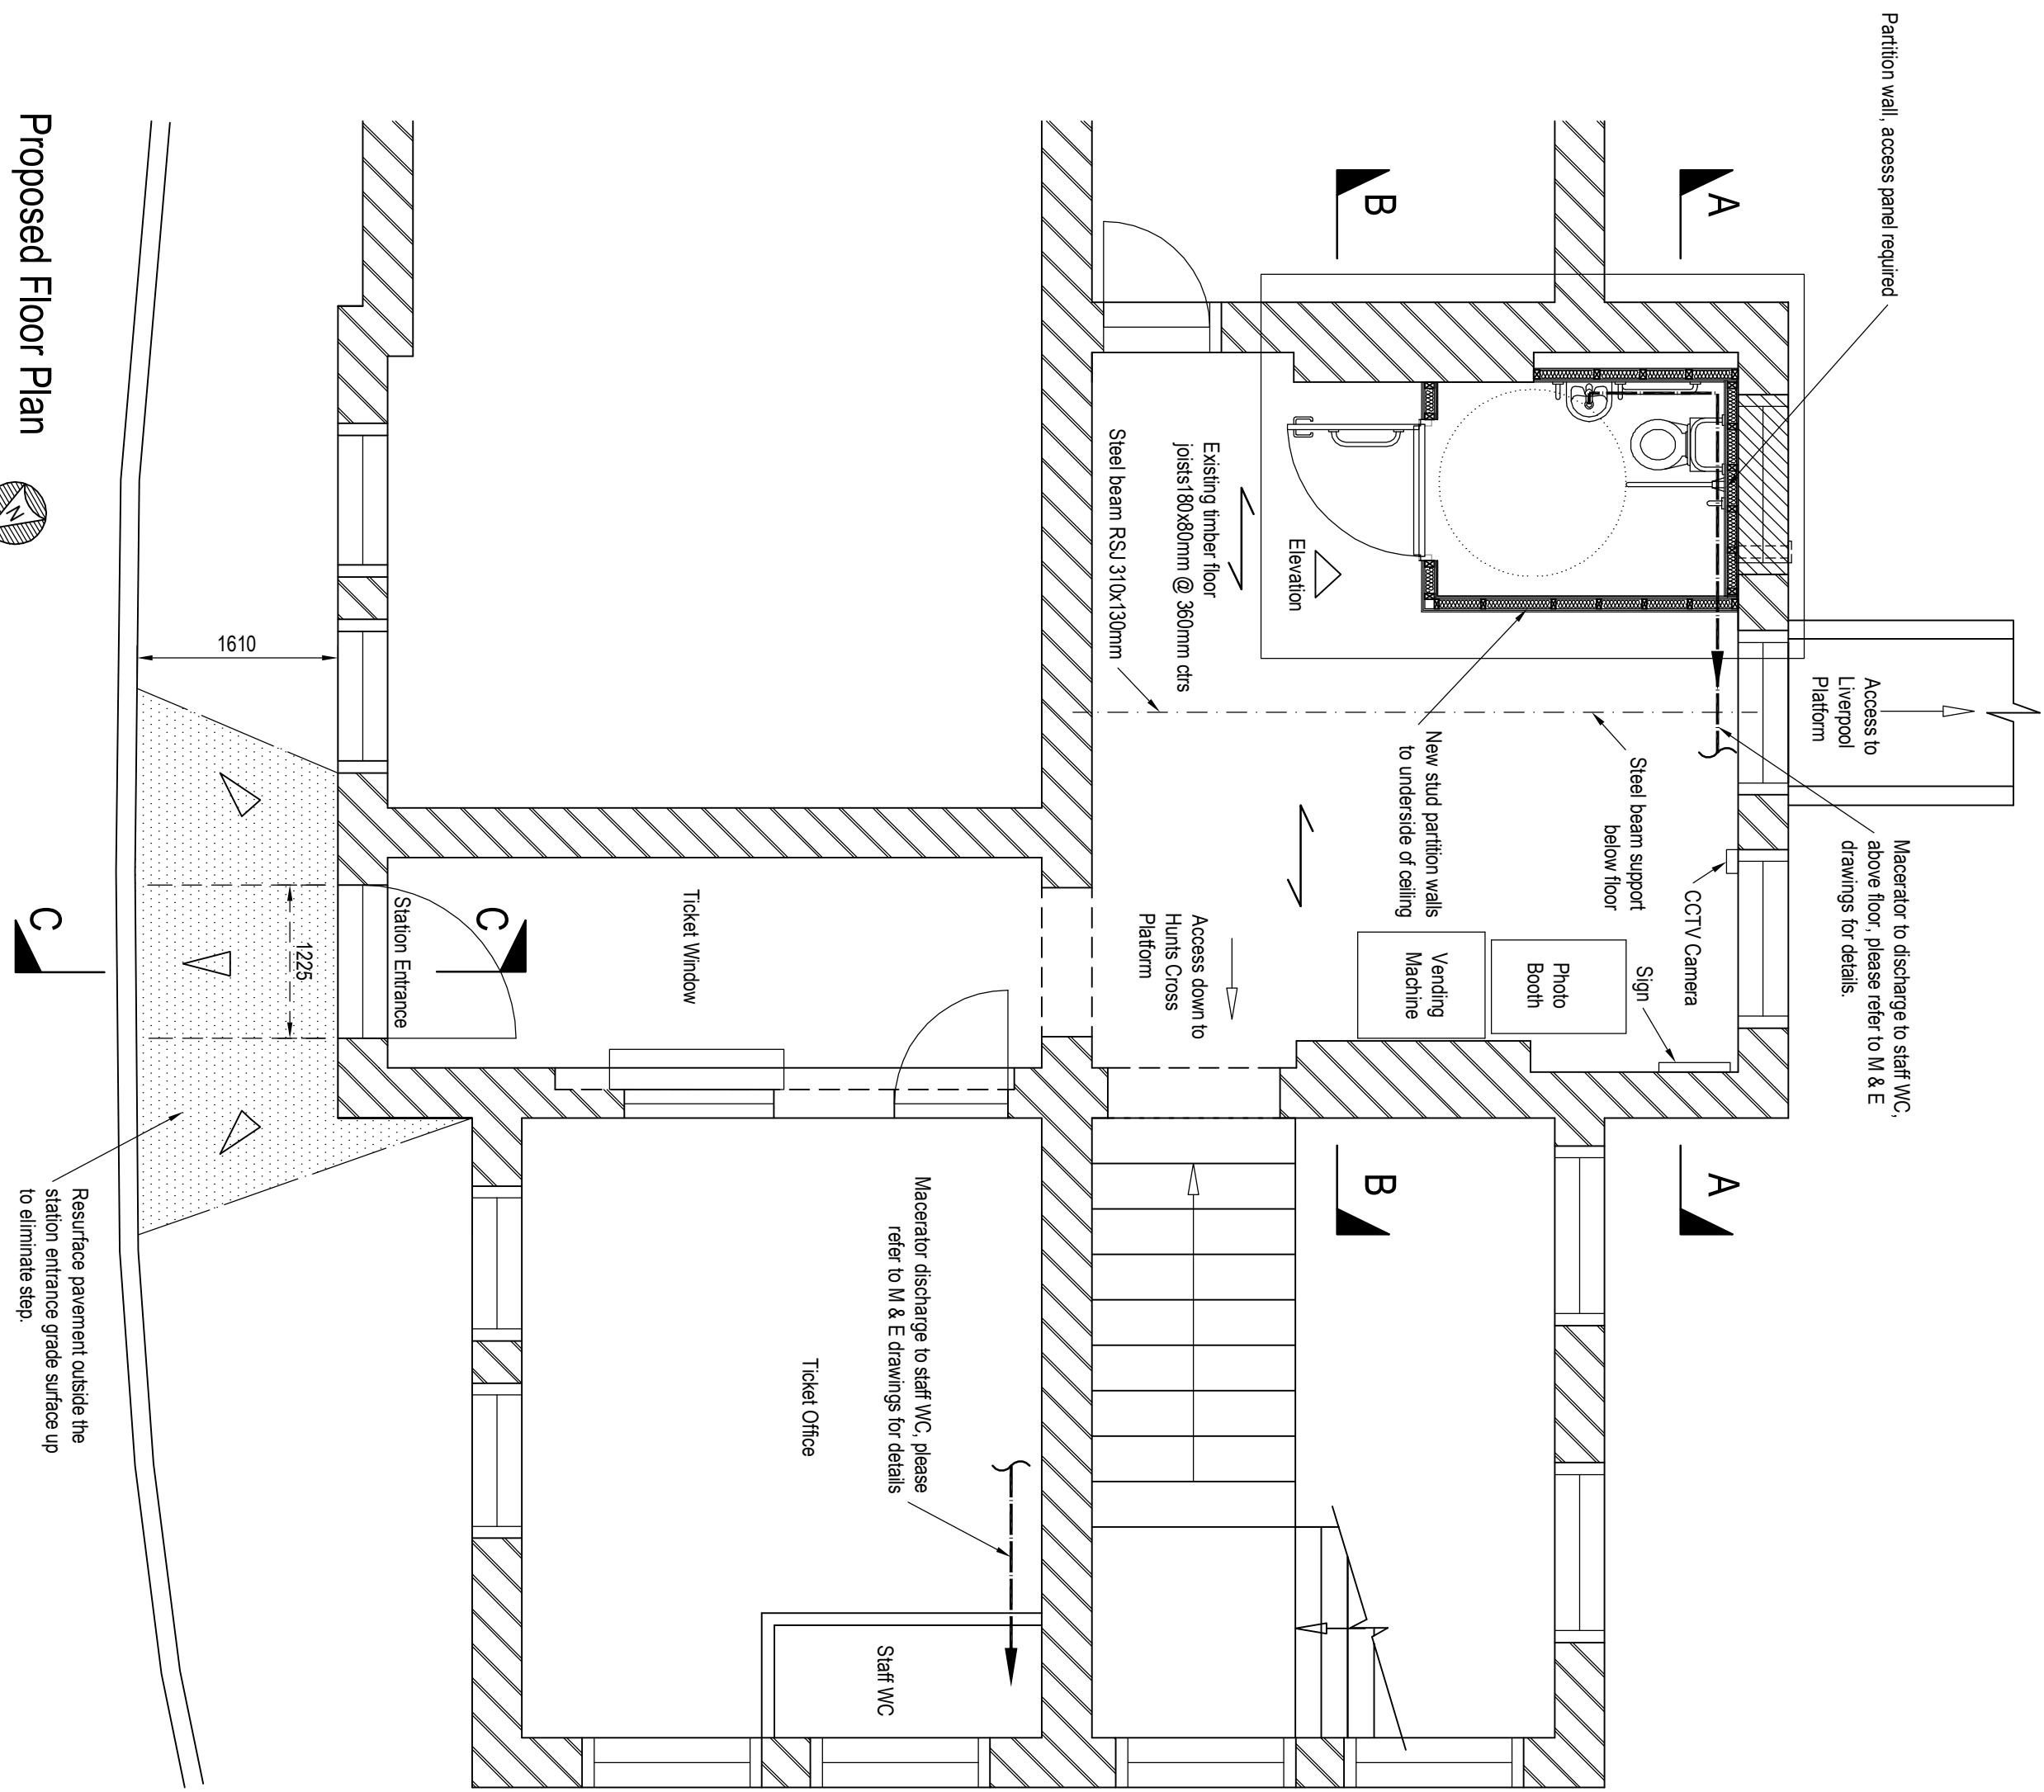 Partition wall, access panel required
A
B
Access to
Liverpool
Platform
Macerator to discharge to staff WC,
above floor, please refer to M & E
drawings for details.
Steel beam support
below floor
CCTV Camera
Sign
Photo
Booth
Vending
Machine
New stud partition walls
to underside of ceiling
Elevation
Existing timber floor
joists180x80mm @ 360mm ctrs
Steel beam RSJ 310x130mm
Access down to
Hunts Cross
Platform
A
B
Ticket Window
C
Station Entrance
1225
1610
C
Macerator discharge to staff WC, please
refer to M & E drawings for details
Ticket Office
Staff WC
Resurface pavement outside the
station entrance grade surface up
to eliminate step.
Proposed Floor Plan
N